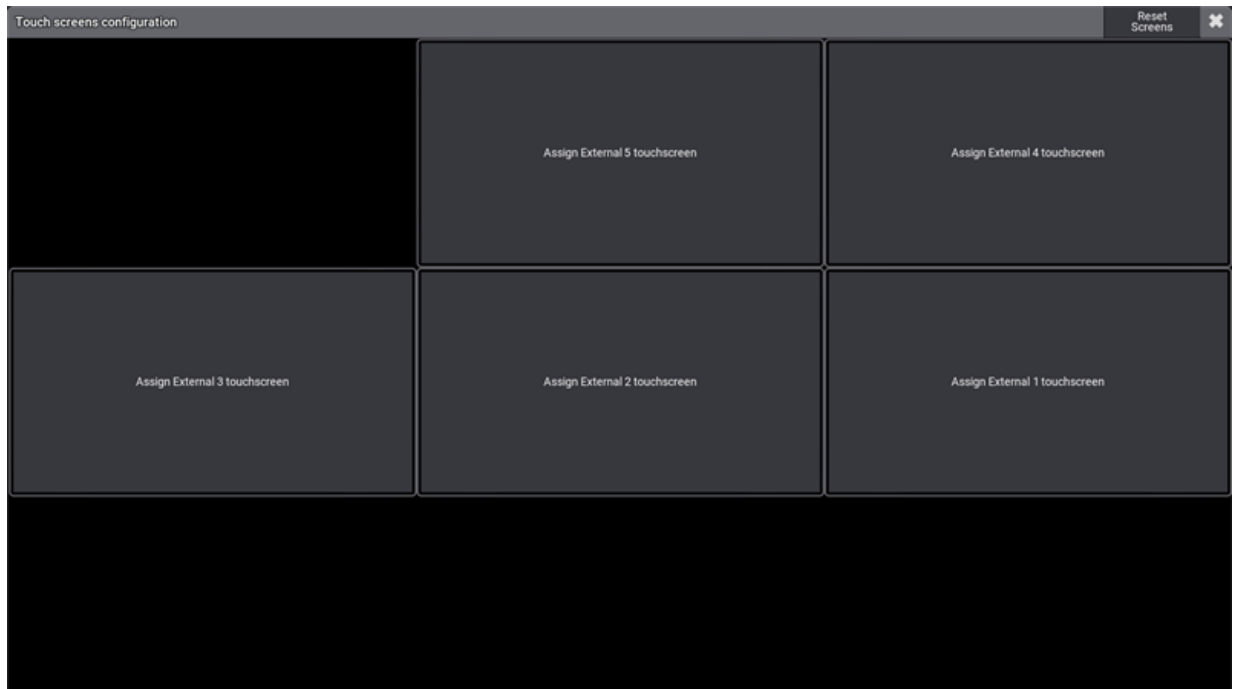 Touch screens configuration
Reset
Screens
Assign External 5 touchscreen
Assign External 4 touchscreen
Assign External 3 touchscreen
Assign External 2 touchscreen
Assign External 1 touchscreen